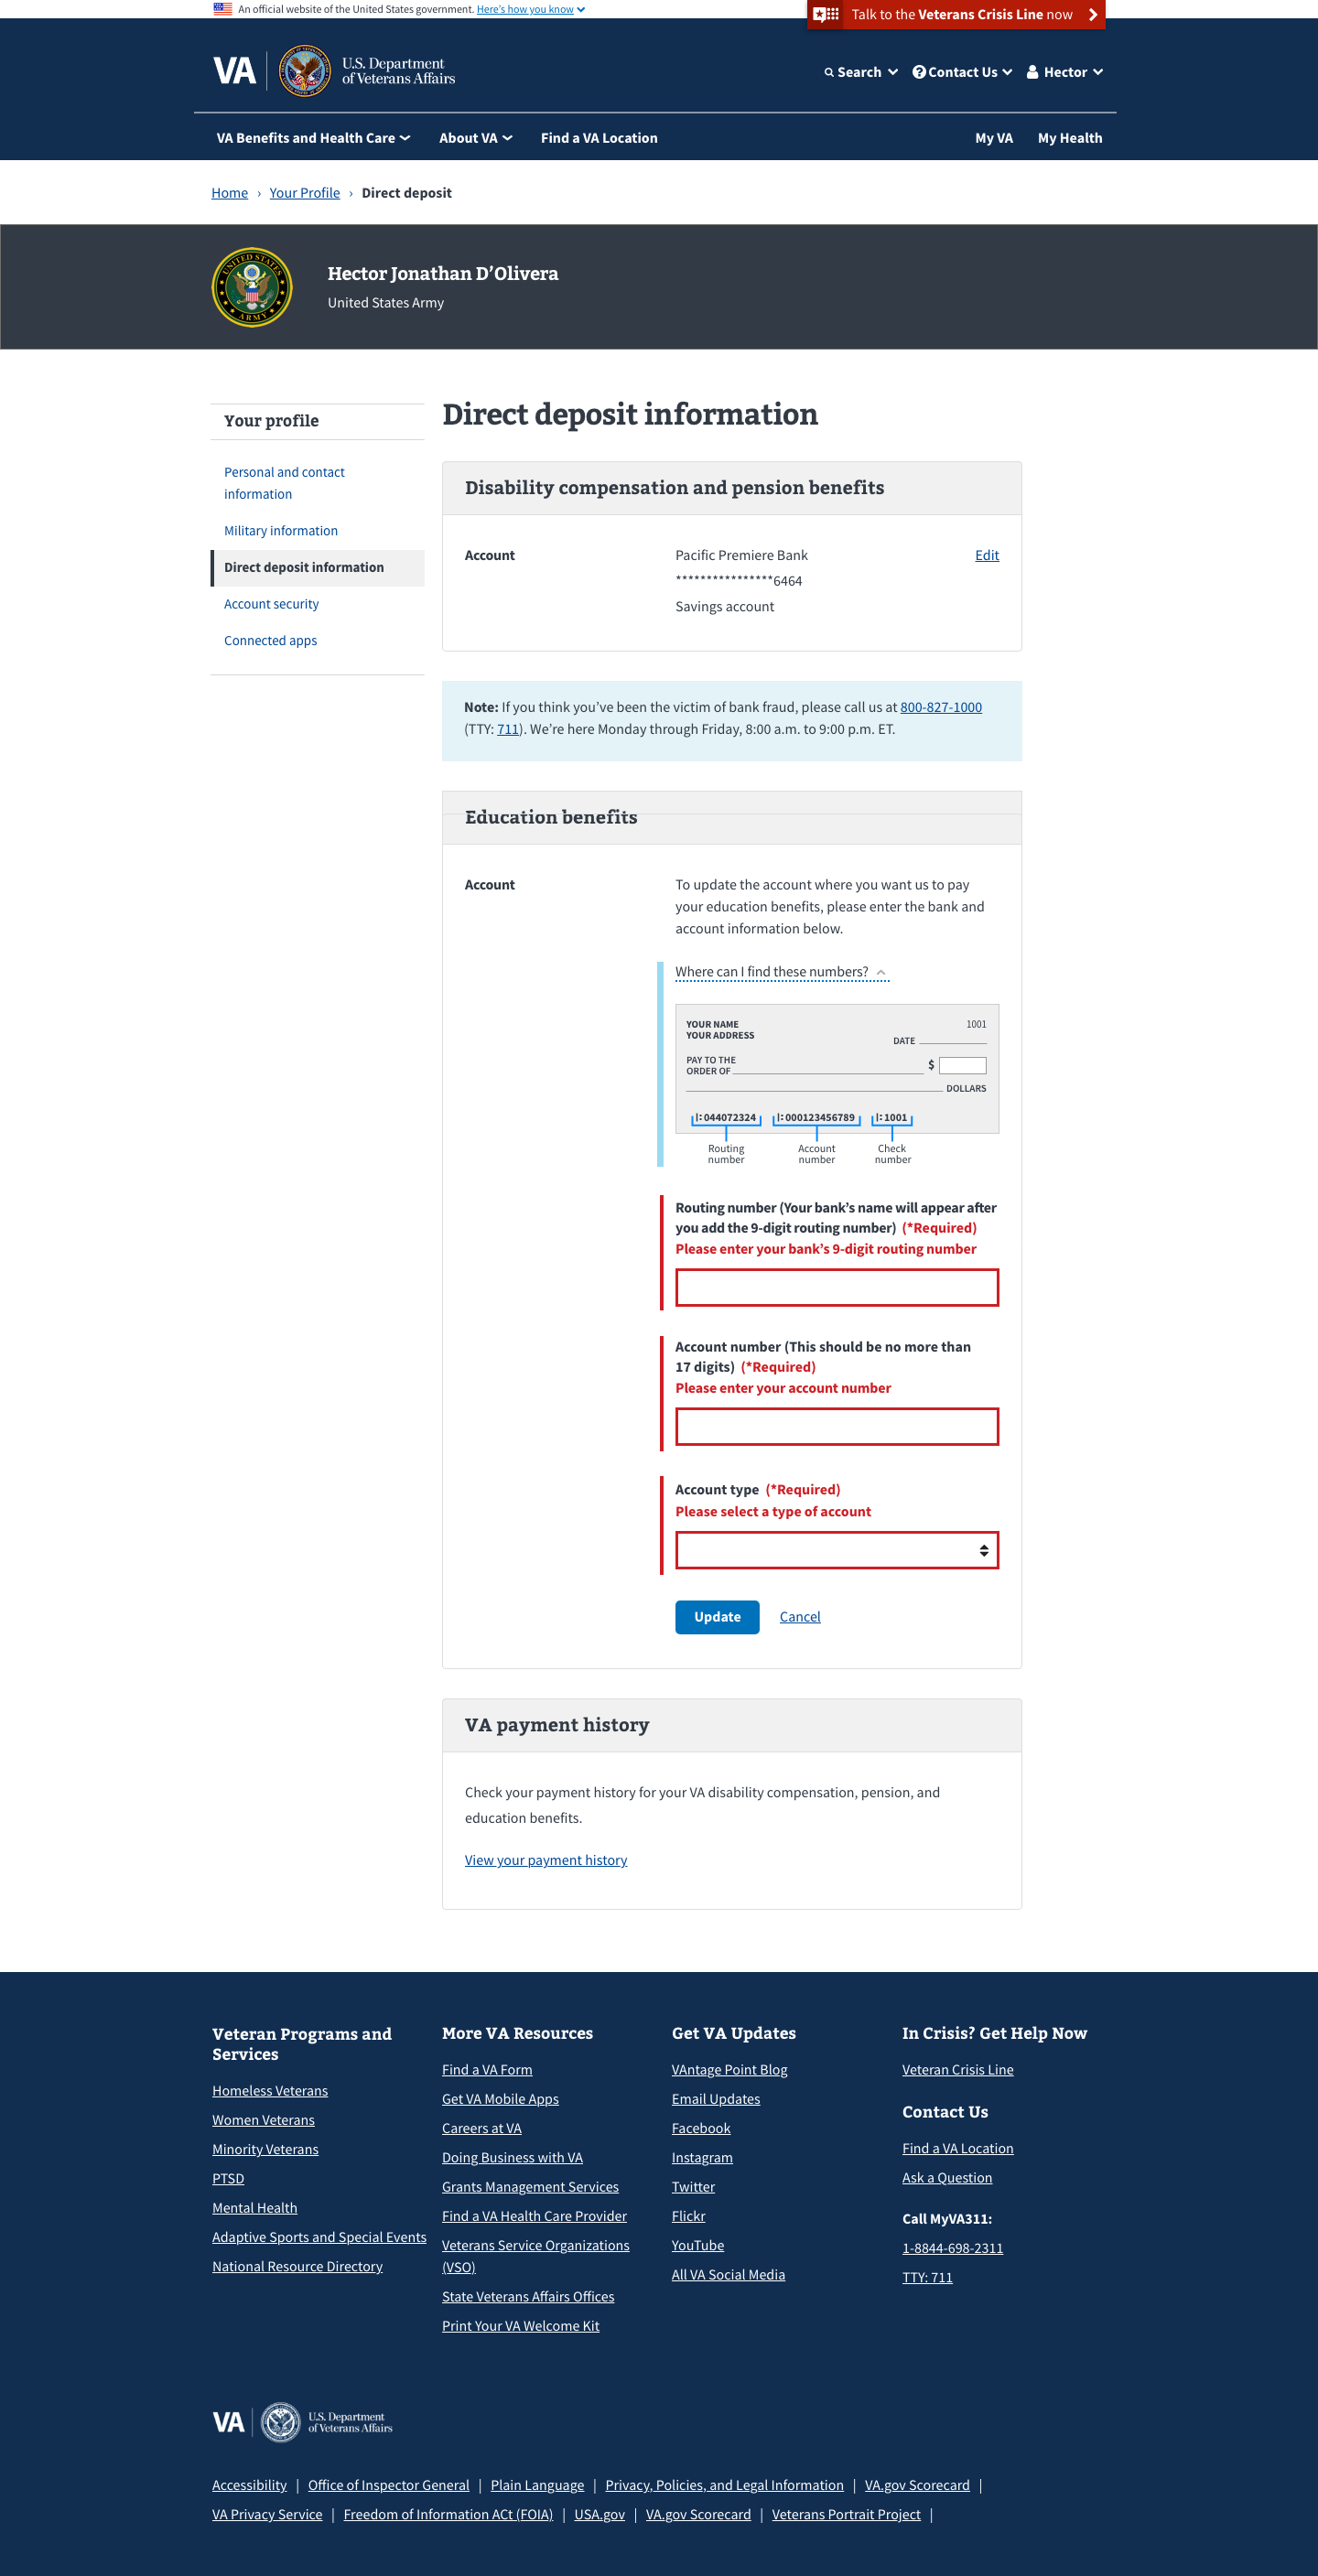 An official website of the United States government. Here's how you know
Talk to the Veterans Crisis Line now
VA
U.S. Department
of Veterans Affairs
Search
Contact Us
Hector
VA Benefits and Health Care
About VA
Find a VA Location
My VA
My Health
Home › Your Profile › Direct deposit
UNITED STATES
ARMY
Hector Jonathan D’Olivera
United States Army
Your profile
Personal and contact
information
Military information
Direct deposit information
Account security
Connected apps
Direct deposit information
Disability compensation and pension benefits
Account
Pacific Premiere Bank
****************6464
Savings account
Edit
Note: If you think you’ve been the victim of bank fraud, please call us at 800-827-1000
(TTY: 711). We’re here Monday through Friday, 8:00 a.m. to 9:00 p.m. ET.
Education benefits
Account
To update the account where you want us to pay
your education benefits, please enter the bank and
account information below.
Where can I find these numbers?
YOUR NAME
YOUR ADDRESS
1001
DATE
PAY TO THE
ORDER OF
$
DOLLARS
|:044072324
|:000123456789
|:1001
Routing
number
Account
number
Check
number
Routing number (Your bank’s name will appear after
you add the 9-digit routing number) (*Required)
Please enter your bank’s 9-digit routing number
Account number (This should be no more than
17 digits) (*Required)
Please enter your account number
Account type (*Required)
Please select a type of account
Update
Cancel
VA payment history
Check your payment history for your VA disability compensation, pension, and
education benefits.
View your payment history
Veteran Programs and
Services
Homeless Veterans
Women Veterans
Minority Veterans
PTSD
Mental Health
Adaptive Sports and Special Events
National Resource Directory
More VA Resources
Find a VA Form
Get VA Mobile Apps
Careers at VA
Doing Business with VA
Grants Management Services
Find a VA Health Care Provider
Veterans Service Organizations
(VSO)
State Veterans Affairs Offices
Print Your VA Welcome Kit
Get VA Updates
VAntage Point Blog
Email Updates
Facebook
Instagram
Twitter
Flickr
YouTube
All VA Social Media
In Crisis? Get Help Now
Veteran Crisis Line
Contact Us
Find a VA Location
Ask a Question
Call MyVA311:
1-8844-698-2311
TTY: 711
VA
U.S. Department
of Veterans Affairs
Accessibility | Office of Inspector General | Plain Language | Privacy, Policies, and Legal Information | VA.gov Scorecard |
VA Privacy Service | Freedom of Information ACt (FOIA) | USA.gov | VA.gov Scorecard | Veterans Portrait Project |